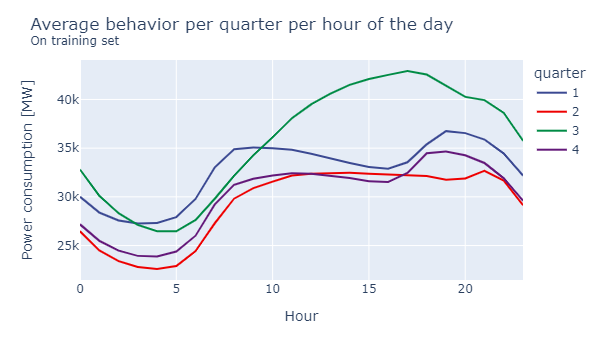 Average behavior per quarter per hour of the day
On training set
Power consumption [MW]
40k
35k
30k
25k
0
5
10
15
20
Hour
quarter
1
2
3
4